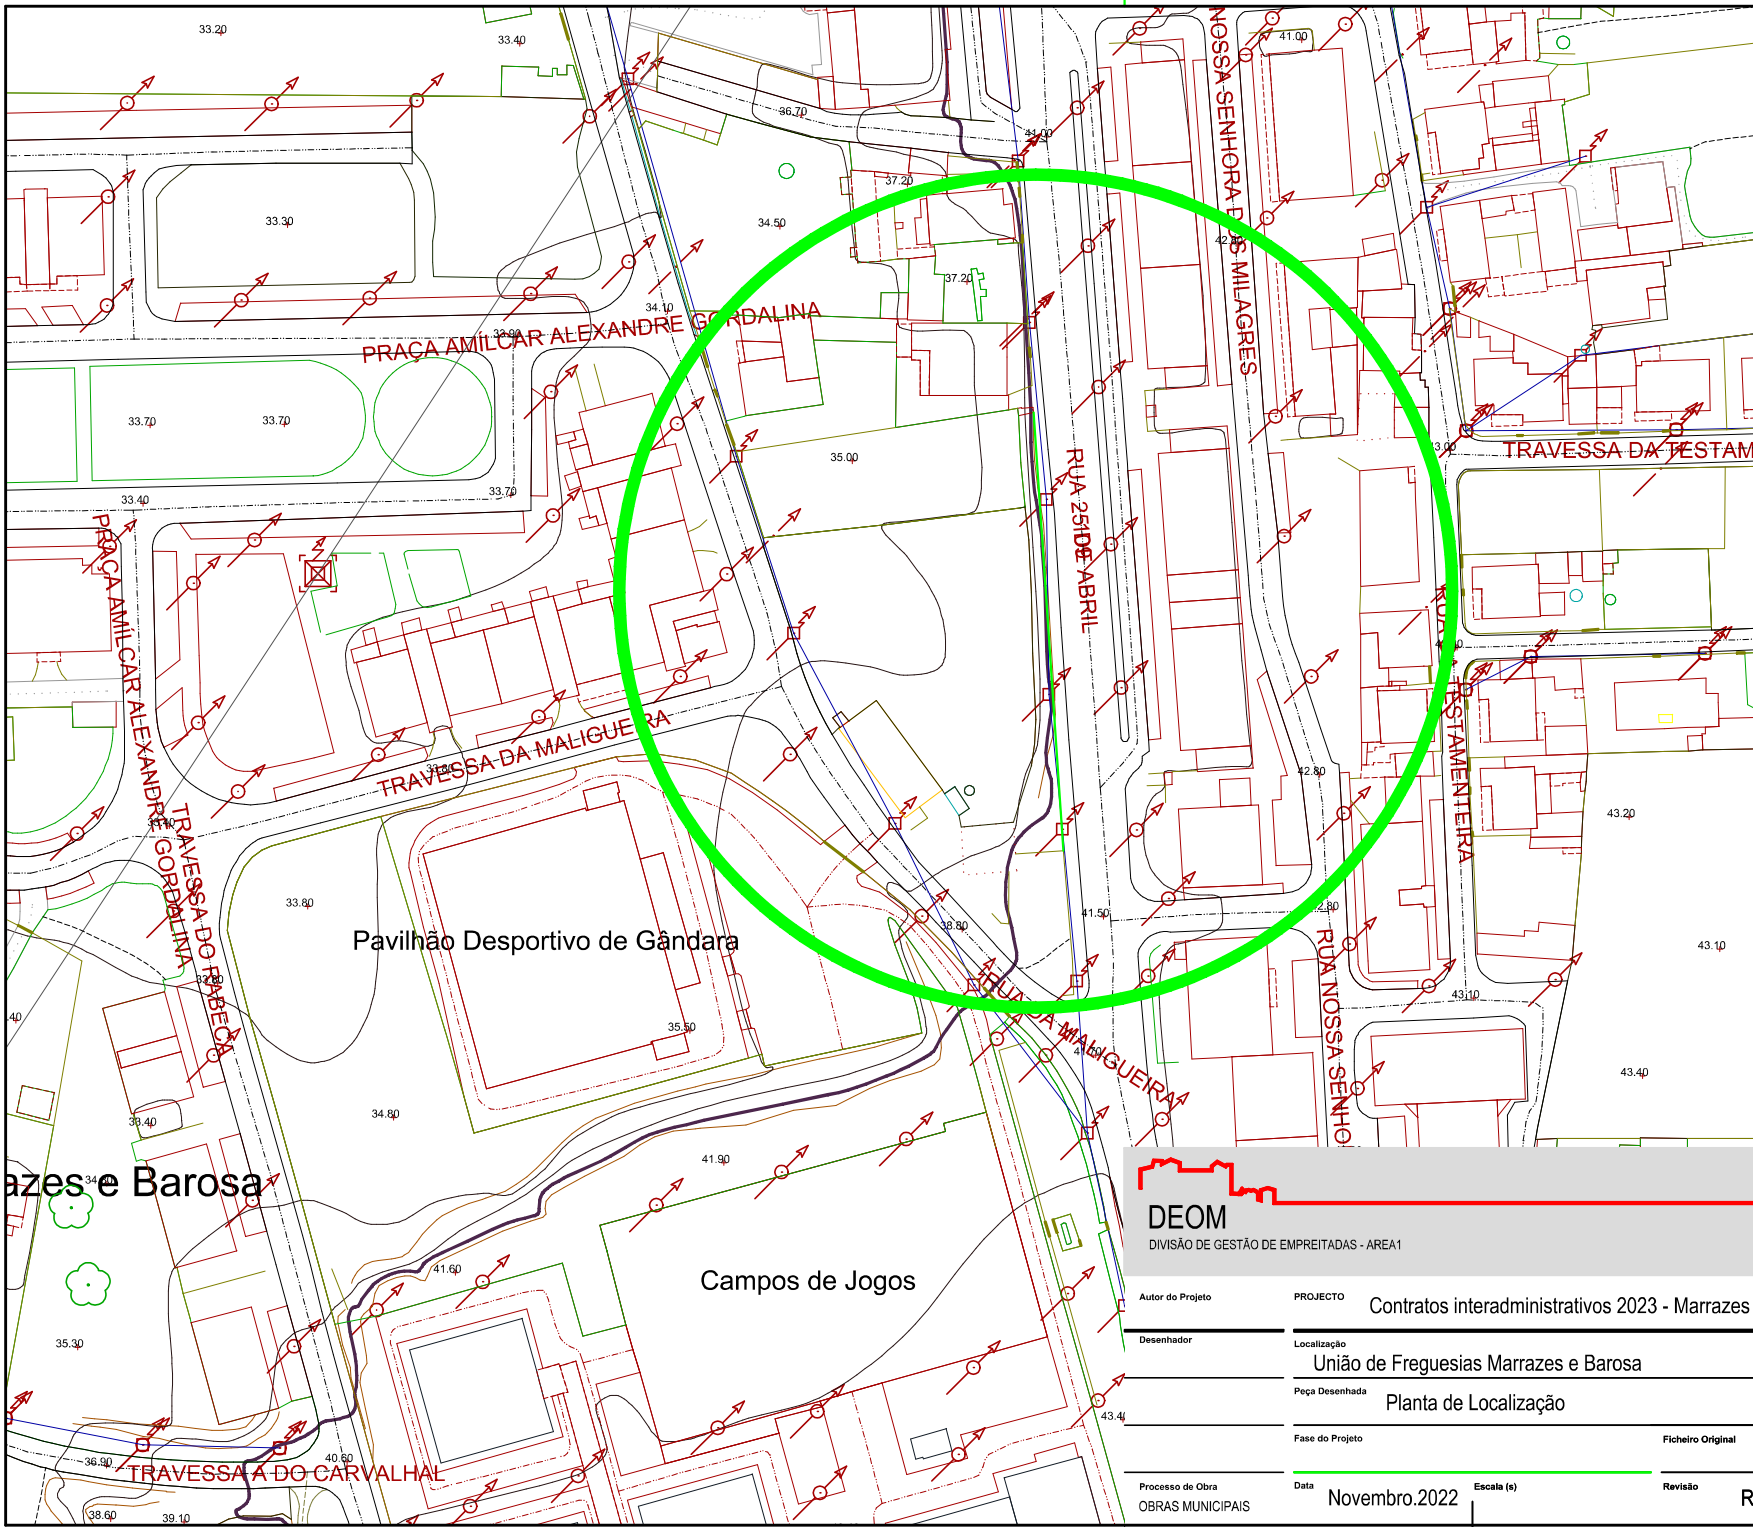 33.20
33.40
41.00
36.70
41.00
NOSSA SENHORA DOS MILAGRES
37.20
33.30
34.50
37.20
34.10
33.90
PRAÇA AMÍLCAR ALEXANDRE GORDALINA
33.70
33.70
35.00
TRAVESSA DA TESTAM
33.40
33.70
RUA 25 DE ABRIL
PRAÇA AMÍLCAR ALEXANDRE GORDALINA
TRAVESSA DA MALIGUEIRA
33.80
42.80
TESTAMENTEIRA
43.20
TRAVESSA DO RABECA
33.80
41.50
42.80
38.80
Pavilhão Desportivo de Gândara
43.10
33.80
43.10
35.50
RUA DA MALIGUEIRA
RUA NOSSA SENHO
43.40
34.80
33.40
41.90
azes e Barosa
41.60
Campos de Jogos
35.30
43.4
40.60
36.90
TRAVESSA A DO CARVALHAL
38.60
39.10
DEOM
DIVISÃO DE GESTÃO DE EMPREITADAS - AREA1
Autor do Projeto
PROJECTO
Contratos interadministrativos 2023 - Marrazes
Desenhador
Localização
União de Freguesias Marrazes e Barosa
Peça Desenhada
Planta de Localização
Fase do Projeto
Ficheiro Original
Processo de Obra
OBRAS MUNICIPAIS
Data
Novembro.2022
Escala (s)
Revisão
R